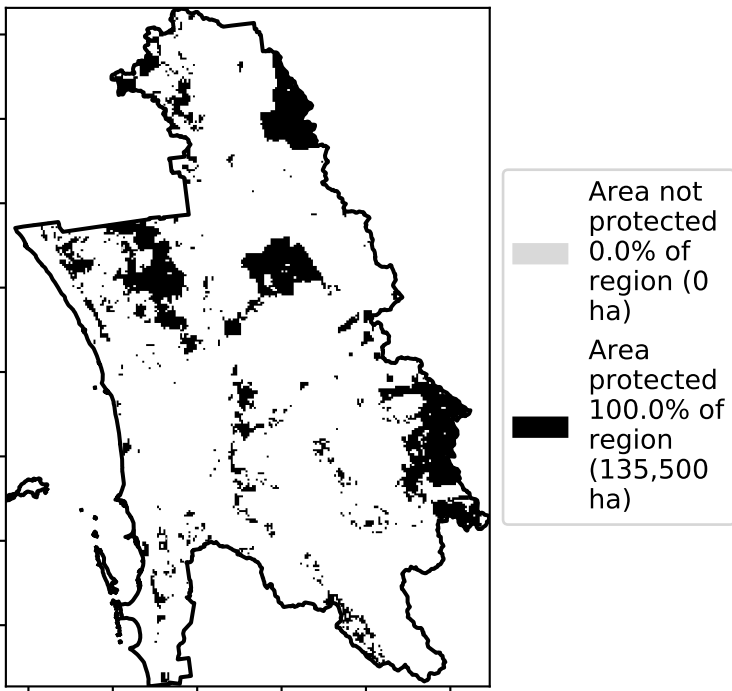 Area not
protected
0.0% of
region (0
ha)
Area
protected
100.0% of
region
(135,500
ha)